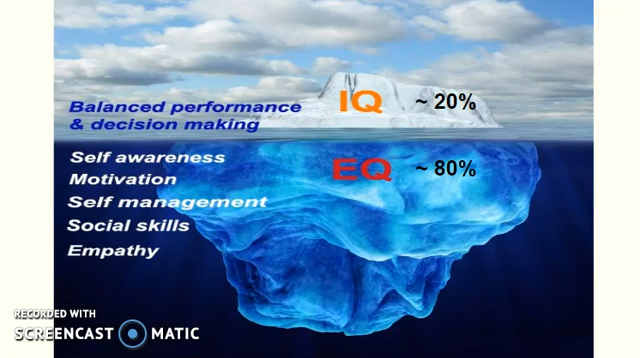 Balanced performance
& decision making
IQ ~ 20%
Self awareness
EQ ~ 80%
Motivation
Self management
Social skills
Empathy
RECORDED WITH
SCREENCAST MATIC